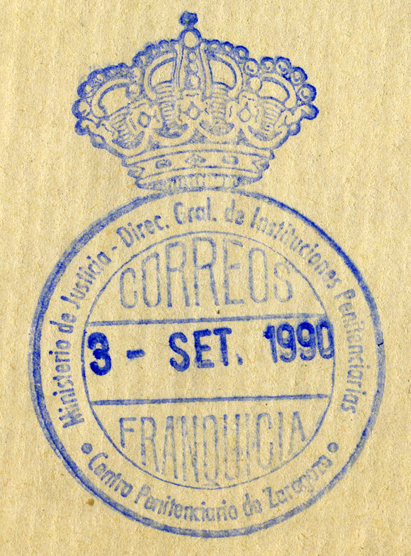 Ministerio de Justicia - Direc. Gral. de Instituciones Penitenciarias
CORREOS
3 - SET. 1990
FRANQUICIA
• Centro Penitenciario de Zaragoza •